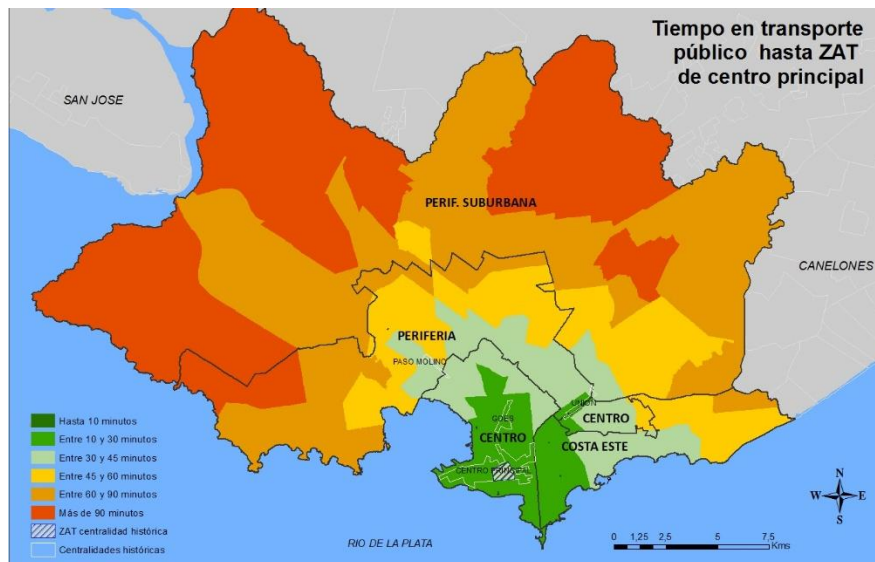 Tiempo en transporte
público hasta ZAT
de centro principal
SAN JOSE
PERIF. SUBURBANA
CANELONES
PERIFERIA
PASO MOLINO
UNION
GOES
CENTRO
CENTRO
COSTA ESTE
CENTRO PRINCIPAL
Hasta 10 minutos
Entre 10 y 30 minutos
Entre 30 y 45 minutos
Entre 45 y 60 minutos
Entre 60 y 90 minutos
Más de 90 minutos
ZAT centralidad histórica
Centralidades históricas
RIO DE LA PLATA
N
W E
S
0 1,25 2,5 5 7,5
Kms